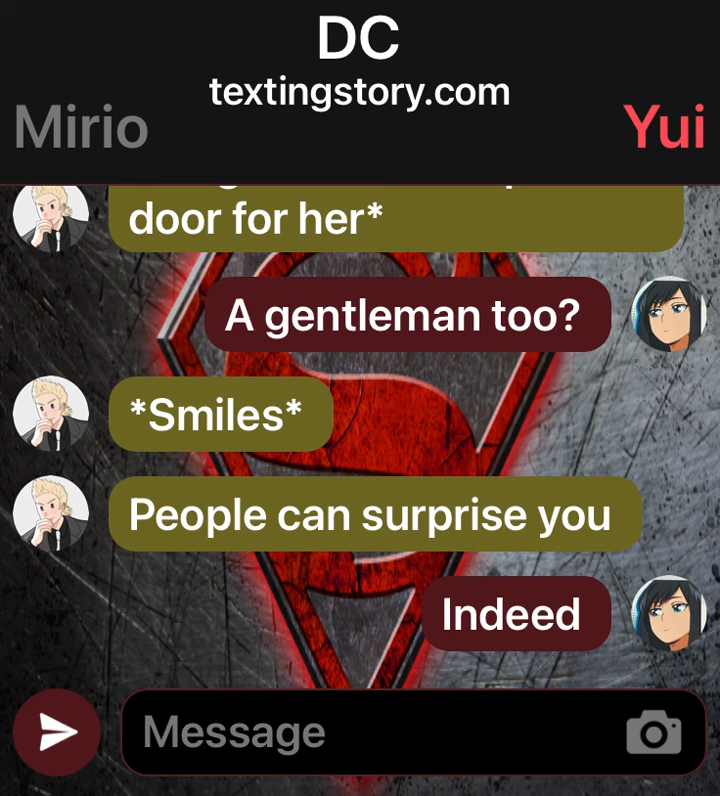 DC
textingstory.com
Mirio
Yui
door for her*
A gentleman too?
*Smiles*
People can surprise you
Indeed
Message